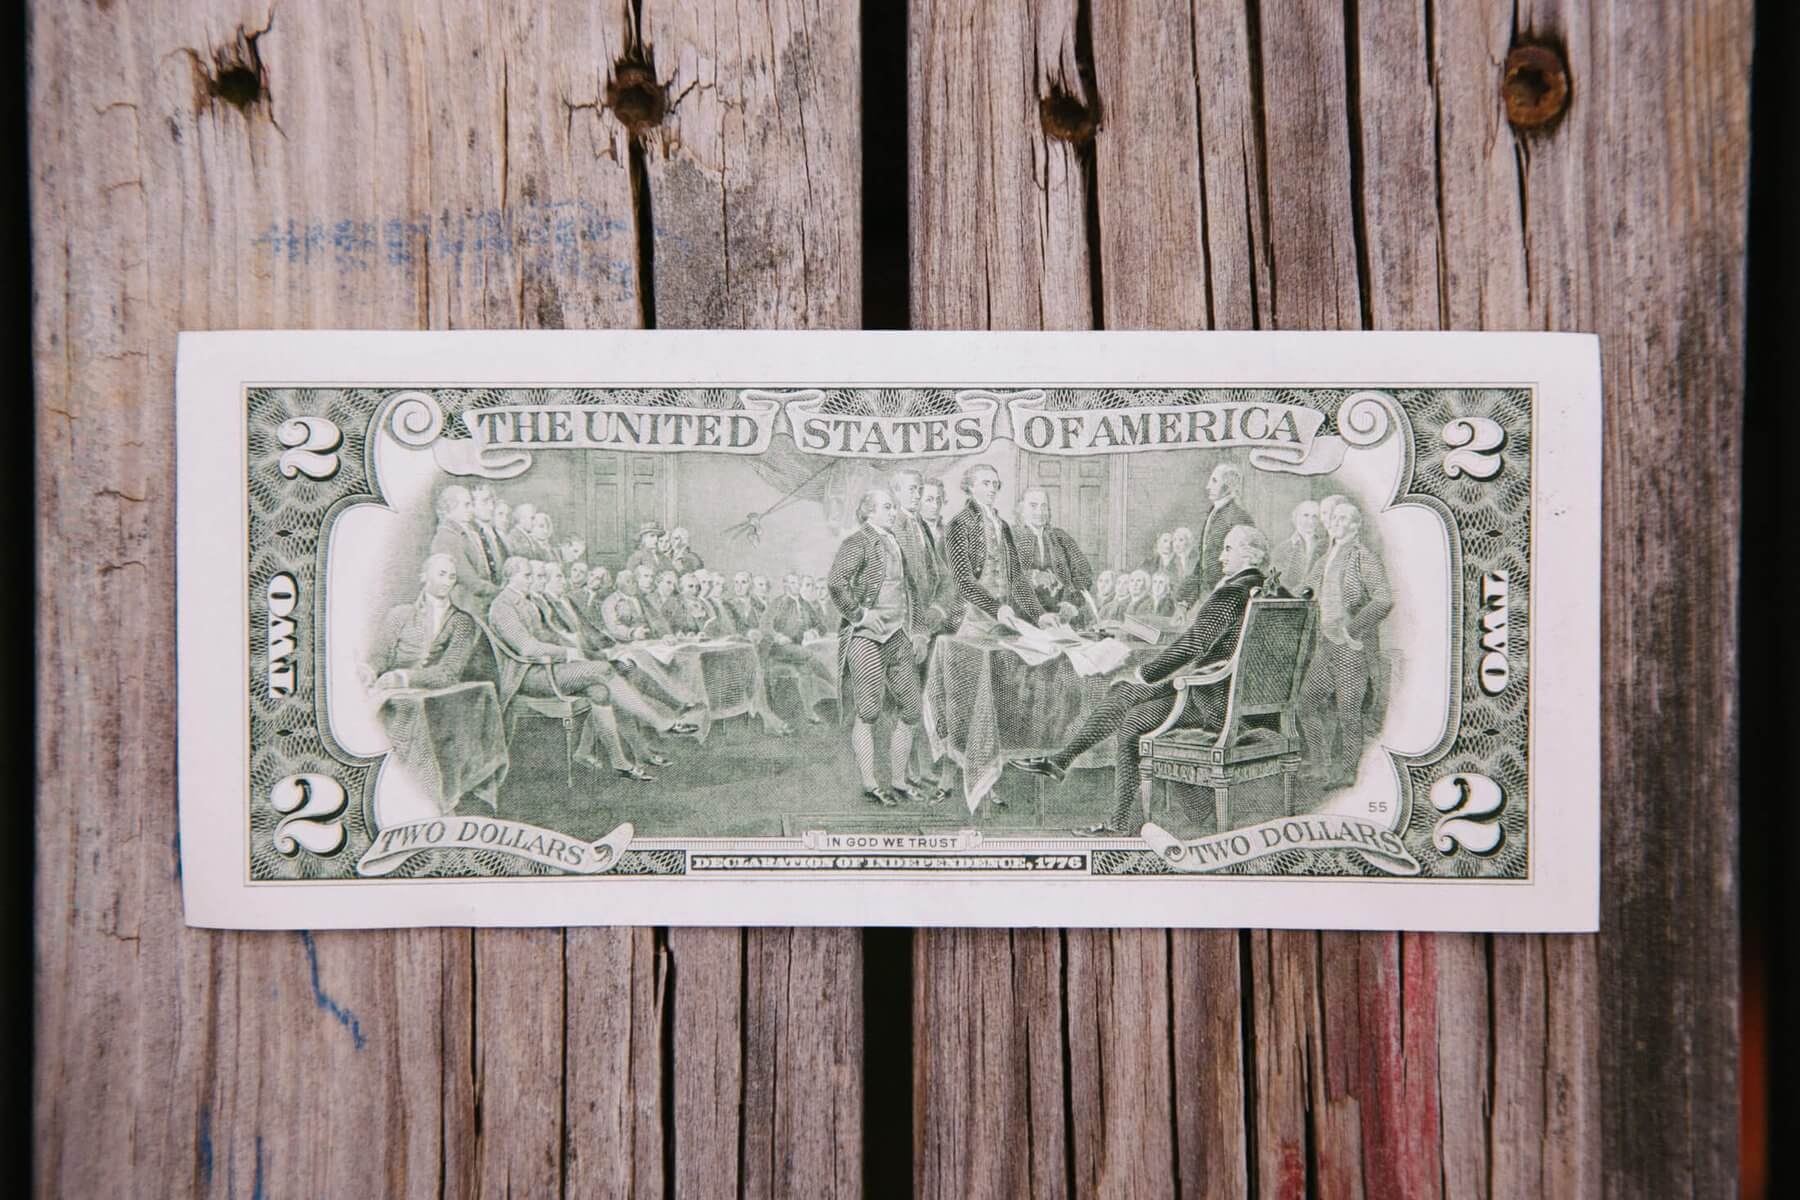 THE UNITED STATES OF AMERICA
2
2
TWO
TWO
55
2
2
TWO DOLLARS
IN GOD WE TRUST
TWO DOLLARS
DECLARATION OF INDEPENDENCE, 1776